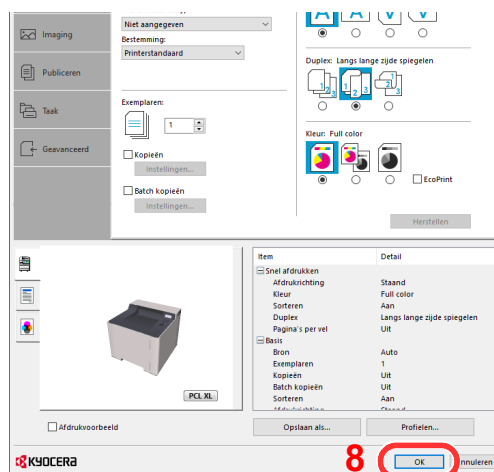 Niet aangegeven
Imaging
Bestemming:
Printerstandaard
Duplex: Langs lange zijde spiegelen
Publiceren
Exemplaren:
Taak
1
Kleur: Full color
Geavanceerd
Kopieën
Instellingen...
EcoPrint
Batch kopieën
Instellingen...
Herstellen
Item Detail
Snel afdrukken
Afdrukrichting Staand
Kleur Full color
Sorteren Aan
Duplex Langs lange zijde spiegelen
Pagina's per vel Uit
Basis
Bron Auto
Exemplaren 1
Kopieën Uit
Batch kopieën Uit
Sorteren Aan
PCL XL
Afdrukvoorbeeld
Opslaan als... Profielen...
KYOCERA
8
OK
nnuleren